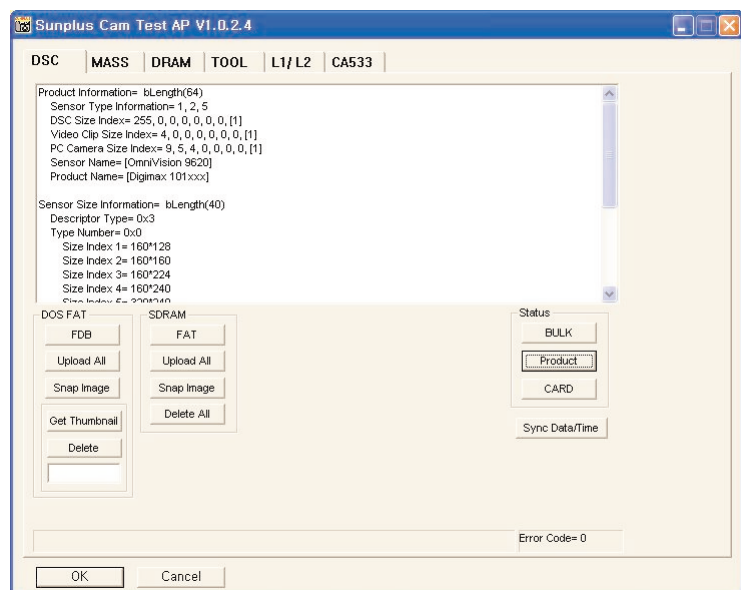 Sunplus Cam Test AP V1.0.2.4
DSC MASS DRAM TOOL L1/ L2 CA533
Product Information= bLength(64)
Sensor Type Information= 1, 2, 5
DSC Size Index= 255, 0, 0, 0, 0, 0, 0, [1]
Video Clip Size Index= 4, 0, 0, 0, 0, 0, 0, [1]
PC Camera Size Index= 9, 5, 4, 0, 0, 0, 0, [1]
Sensor Name= [OmniVision 9620]
Product Name= [Digimax 101xxx]
Sensor Size Information= bLength(40)
Descriptor Type= 0x3
Type Number= 0x0
Size Index 1= 160*128
Size Index 2= 160*160
Size Index 3= 160*224
Size Index 4= 160*240
Size Index 5= 320*240
DOS FAT
FDB
Upload All
Snap Image
Get Thumbnail
Delete
SDRAM
FAT
Upload All
Snap Image
Delete All
Status
BULK
Product
CARD
Sync Data/Time
Error Code= 0
OK
Cancel